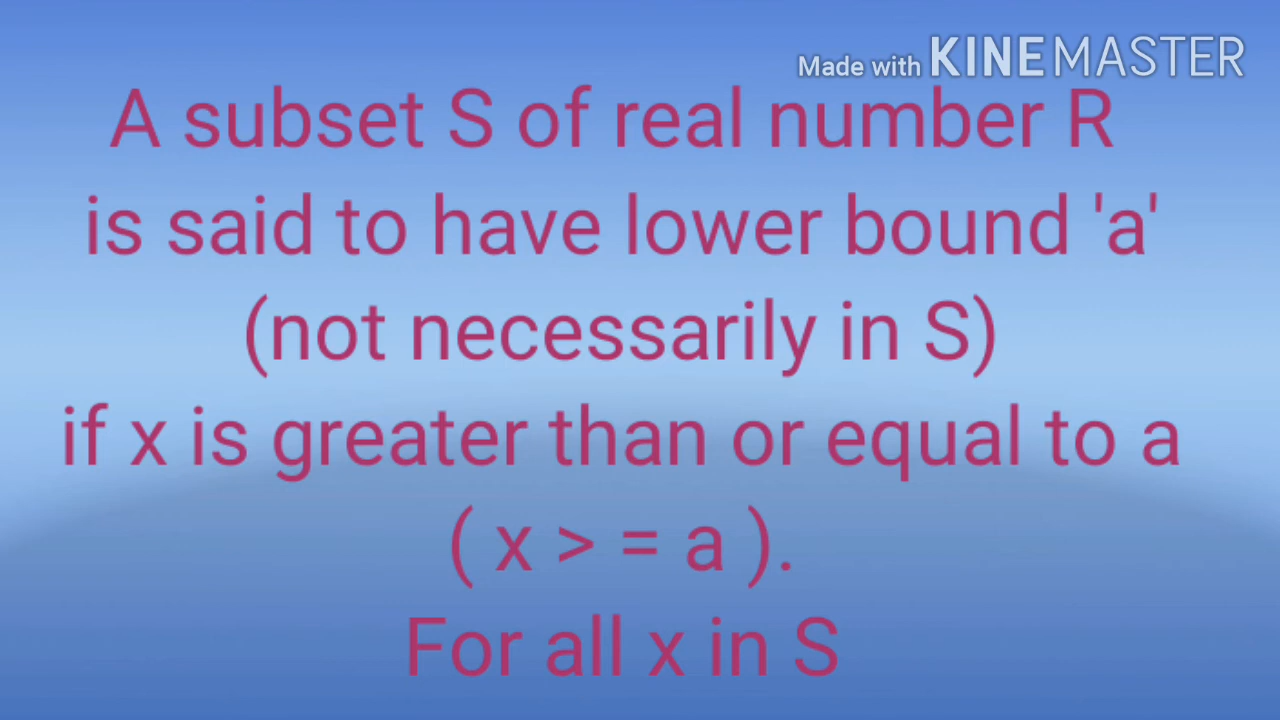 Made with KINEMASTER
A subset S of real number R
is said to have lower bound 'a'
(not necessarily in S)
if x is greater than or equal to a
( x > = a ).
For all x in S